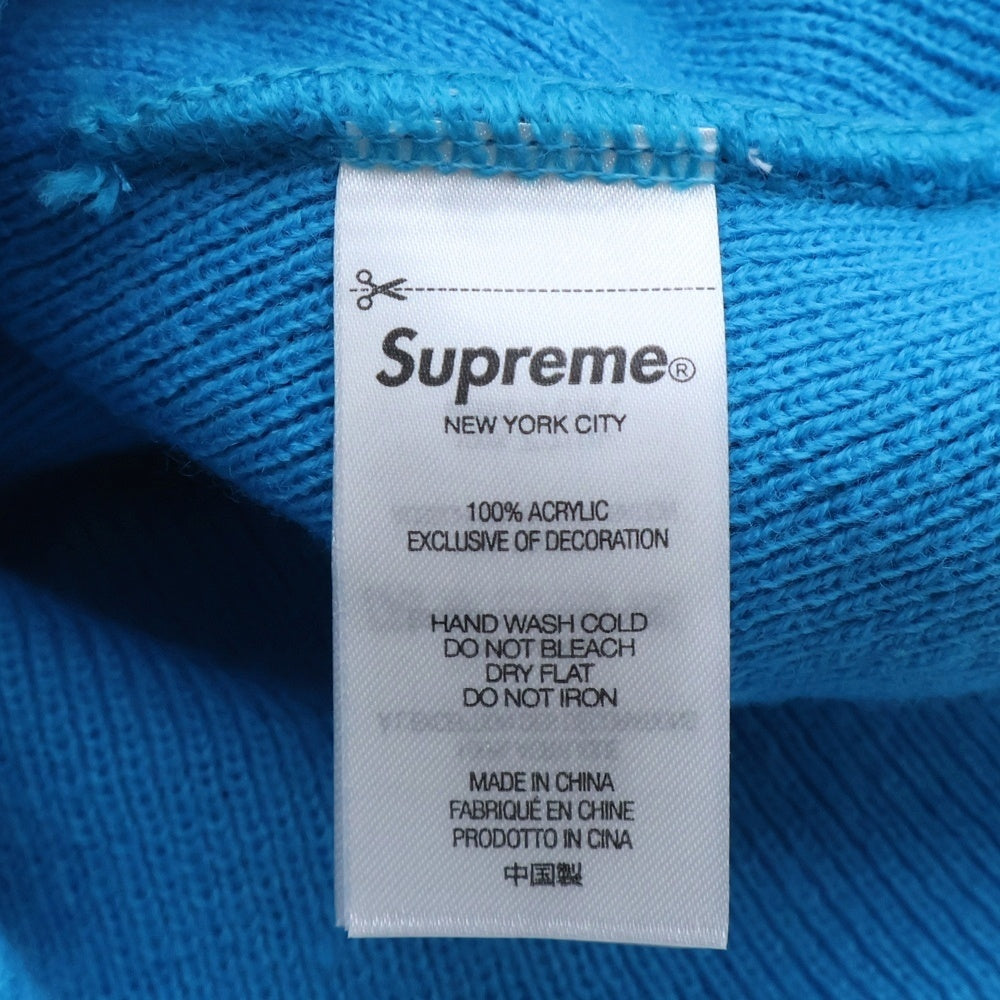 Supreme®
NEW YORK CITY
100% ACRYLIC
EXCLUSIVE OF DECORATION
HAND WASH COLD
DO NOT BLEACH
DRY FLAT
DO NOT IRON
MADE IN CHINA
FABRIQUÉ EN CHINE
PRODOTTO IN CINA
中国製